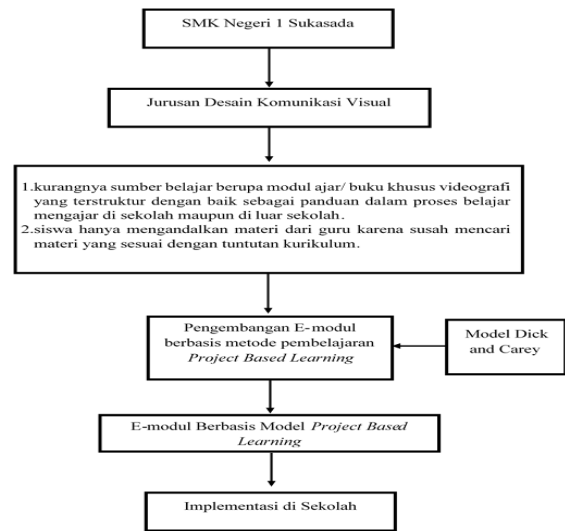 SMK Negeri 1 Sukasada
Jurusan Desain Komunikasi Visual
1.kurangnya sumber belajar berupa modul ajar/ buku khusus videografi
yang terstruktur dengan baik sebagai panduan dalam proses belajar
mengajar di sekolah maupun di luar sekolah.
2.siswa hanya mengandalkan materi dari guru karena susah mencari
materi yang sesuai dengan tuntutan kurikulum.
Pengembangan E-modul
berbasis metode pembelajaran
Project Based Learning
Model Dick
and Carey
E-modul Berbasis Model Project Based
Learning
Implementasi di Sekolah